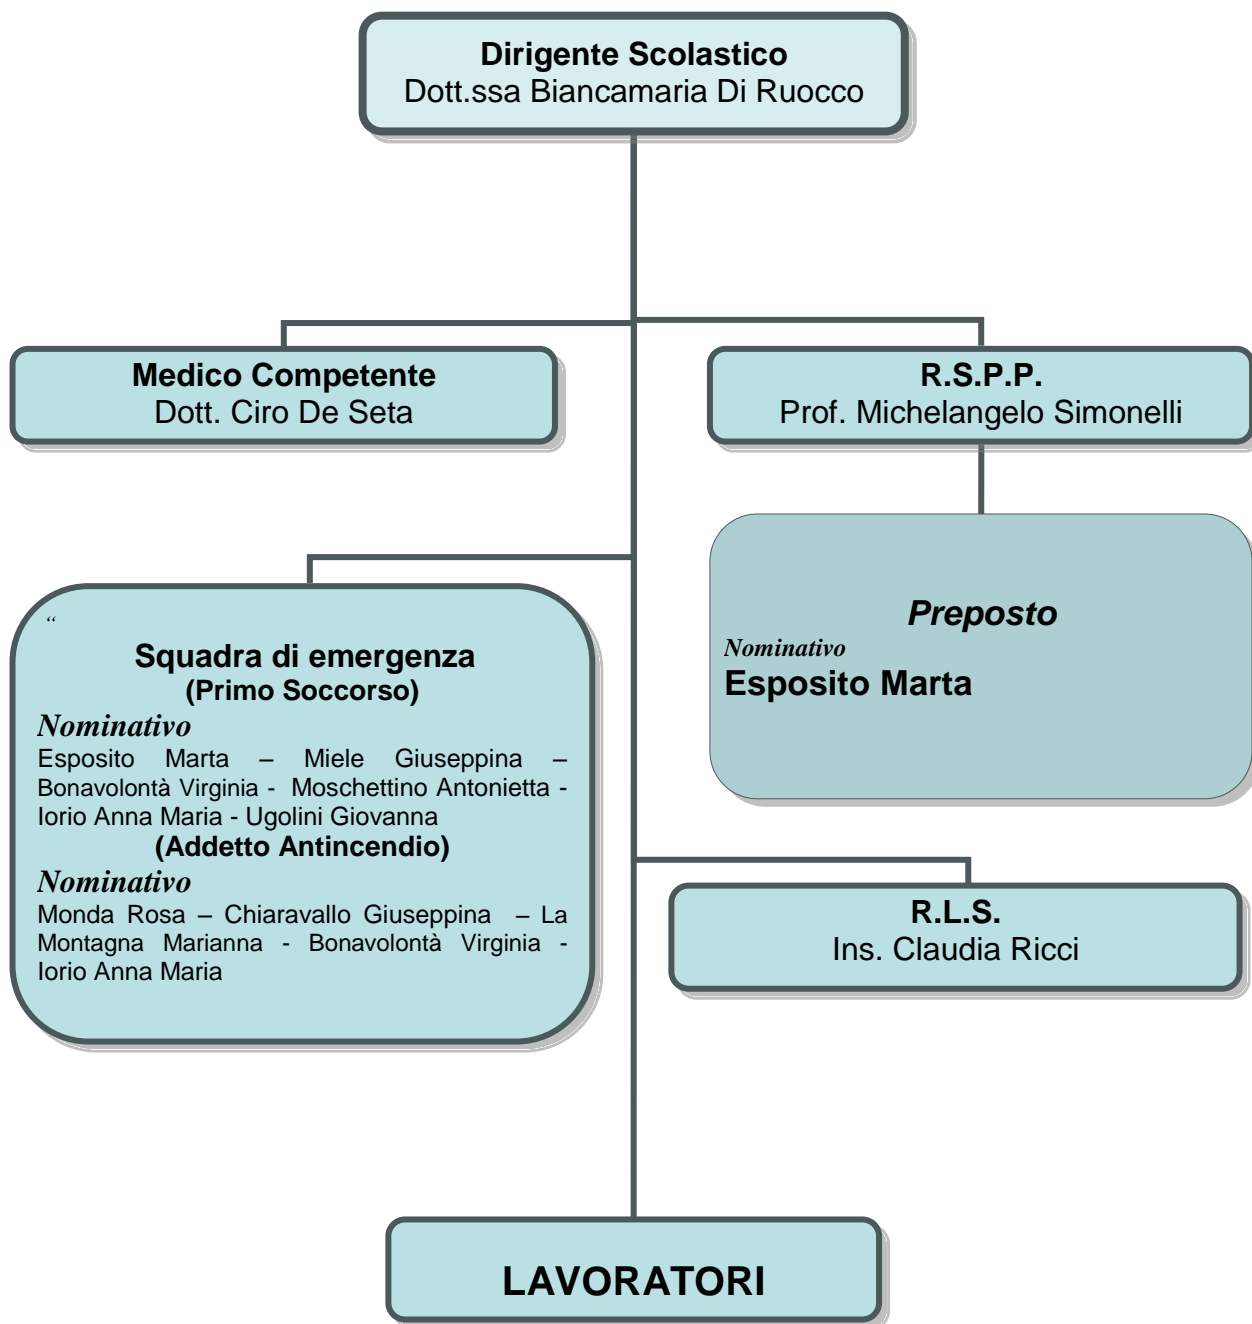 Dirigente Scolastico
Dott.ssa Biancamaria Di Ruocco
Medico Competente
Dott. Ciro De Seta
R.S.P.P.
Prof. Michelangelo Simonelli
Preposto
Nominativo
Esposito Marta
“
Squadra di emergenza
(Primo Soccorso)
Nominativo
Esposito Marta – Miele Giuseppina –
Bonavolontà Virginia - Moschettino Antonietta -
Iorio Anna Maria - Ugolini Giovanna
(Addetto Antincendio)
Nominativo
Monda Rosa – Chiaravallo Giuseppina – La
Montagna Marianna - Bonavolontà Virginia -
Iorio Anna Maria
R.L.S.
Ins. Claudia Ricci
LAVORATORI